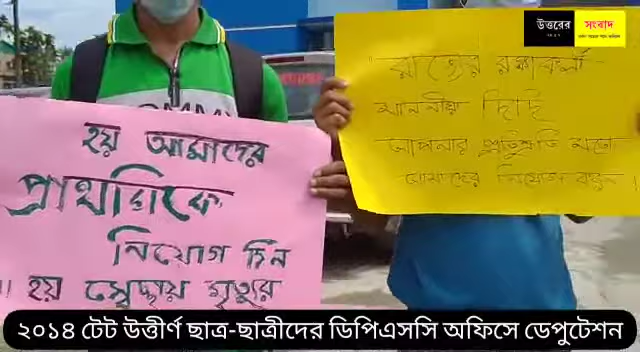 উত্তরের সংবাদ
হয় আমাদের
প্রাথমিকে
নিয়োগ দিন
।। হয় স্বেচ্ছায় মৃত্যুর
রাজ্যের রক্ষাকর্তা
মাননীয়া দিদি
আপনার প্রতিশ্রুতি মতো
আমাদের নিয়োগ করুন।
২০১৪ টেট উত্তীর্ণ ছাত্র-ছাত্রীদের ডিপিএসসি অফিসে ডেপুটেশন